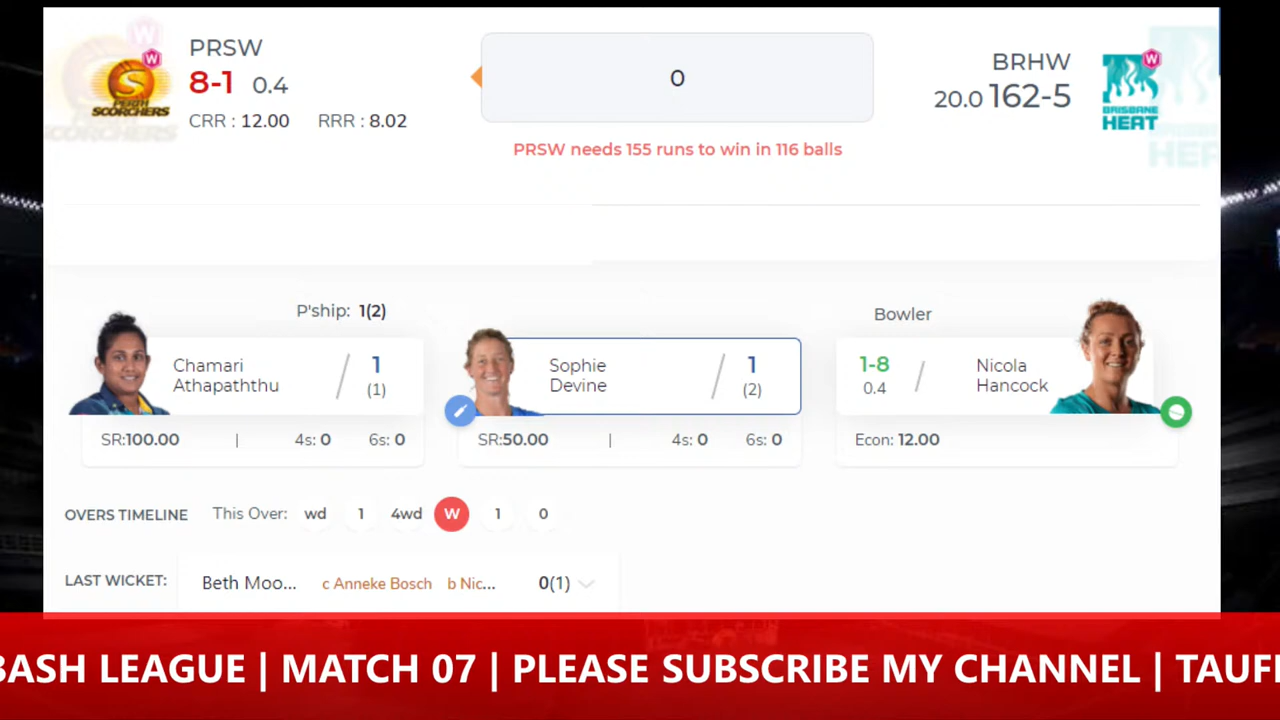 PRSW
8-1 0.4
CRR : 12.00 RRR : 8.02
0
BRHW
20.0 162-5
W
PERTH
SCORCHERS
W
BRISBANE
HEAT
PRSW needs 155 runs to win in 116 balls
P'ship: 1(2)
Bowler
Chamari
Athapaththu
1
(1)
Sophie
Devine
1
(2)
1-8
0.4
Nicola
Hancock
SR:100.00 | 4s: 0 6s: 0
SR:50.00 | 4s: 0 6s: 0
Econ: 12.00
OVERS TIMELINE This Over: wd 1 4wd W 1 0
LAST WICKET: Beth Moo... c Anneke Bosch b Nic... 0(1)
BASH LEAGUE | MATCH 07 | PLEASE SUBSCRIBE MY CHANNEL | TAUF